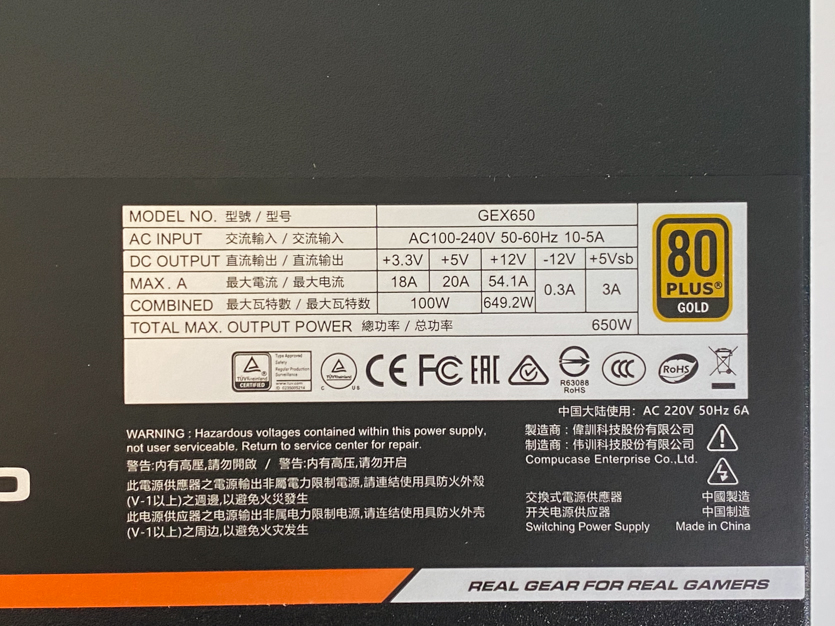 MODEL NO. 型號 / 型号 GEX650
AC INPUT 交流輸入 / 交流输入 AC100-240V 50-60Hz 10-5A
DC OUTPUT 直流輸出 / 直流输出 +3.3V +5V +12V -12V +5Vsb
MAX. A 最大電流 / 最大电流 18A 20A 54.1A 0.3A 3A
COMBINED 最大瓦特數 / 最大瓦特数 100W 649.2W
TOTAL MAX. OUTPUT POWER 總功率 / 总功率 650W
80
PLUS®
GOLD
TÜVRheinland
CERTIFIED
Type Approved
Safety
Regular Production
Surveillance
TÜVRheinland
C US
CE FC EAC
R63088
RoHS
CCC
RoHS
中国大陆使用: AC 220V 50Hz 6A
WARNING : Hazardous voltages contained within this power supply,
not user serviceable. Return to service center for repair.
警告:内有高壓,請勿開啟 / 警告:内有高压,请勿开启
此電源供應器之電源輸出非屬電力限制電源,請連結使用具防火外殼
(V-1以上)之週邊,以避免火災發生
此电源供应器之电源输出非属电力限制电源,请连结使用具防火外壳
(V-1以上)之周边,以避免火灾发生
製造商：偉訓科技股份有限公司
制造商：伟训科技股份有限公司
Compucase Enterprise Co.,Ltd.
交換式電源供應器 中國製造
开关电源供应器 中国制造
Switching Power Supply Made in China
REAL GEAR FOR REAL GAMERS